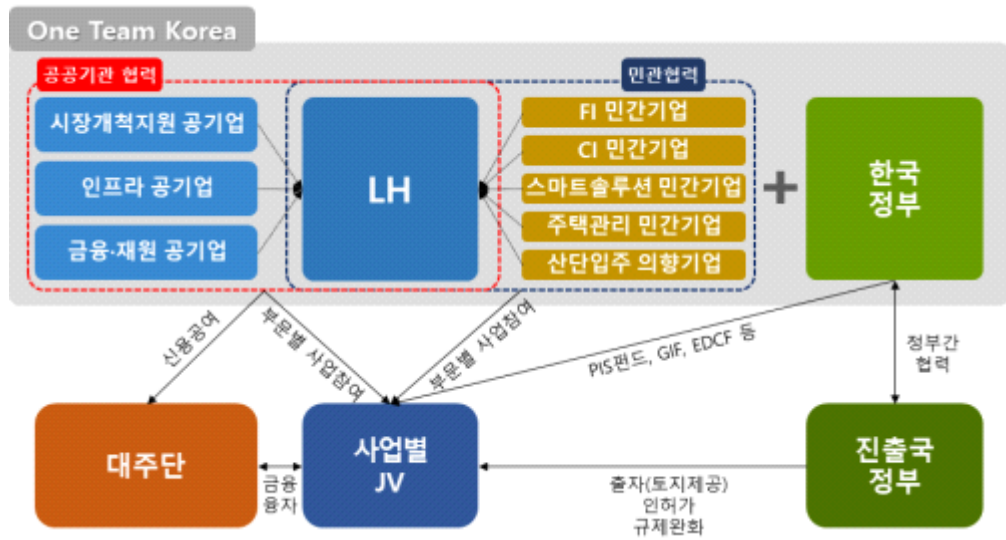 One Team Korea
공공기관 협력
민관협력
시장개척지원 공기업
인프라 공기업
금융·재원 공기업
LH
FI 민간기업
CI 민간기업
스마트솔루션 민간기업
주택관리 민간기업
산단입주 의향기업
+
한국
정부
신용공여
부문별 사업참여
부문별 사업참여
PIS펀드, GIF, EDCF 등
정부간
협력
대주단
금융
융자
사업별
JV
출자(토지제공)
인허가
규제완화
진출국
정부